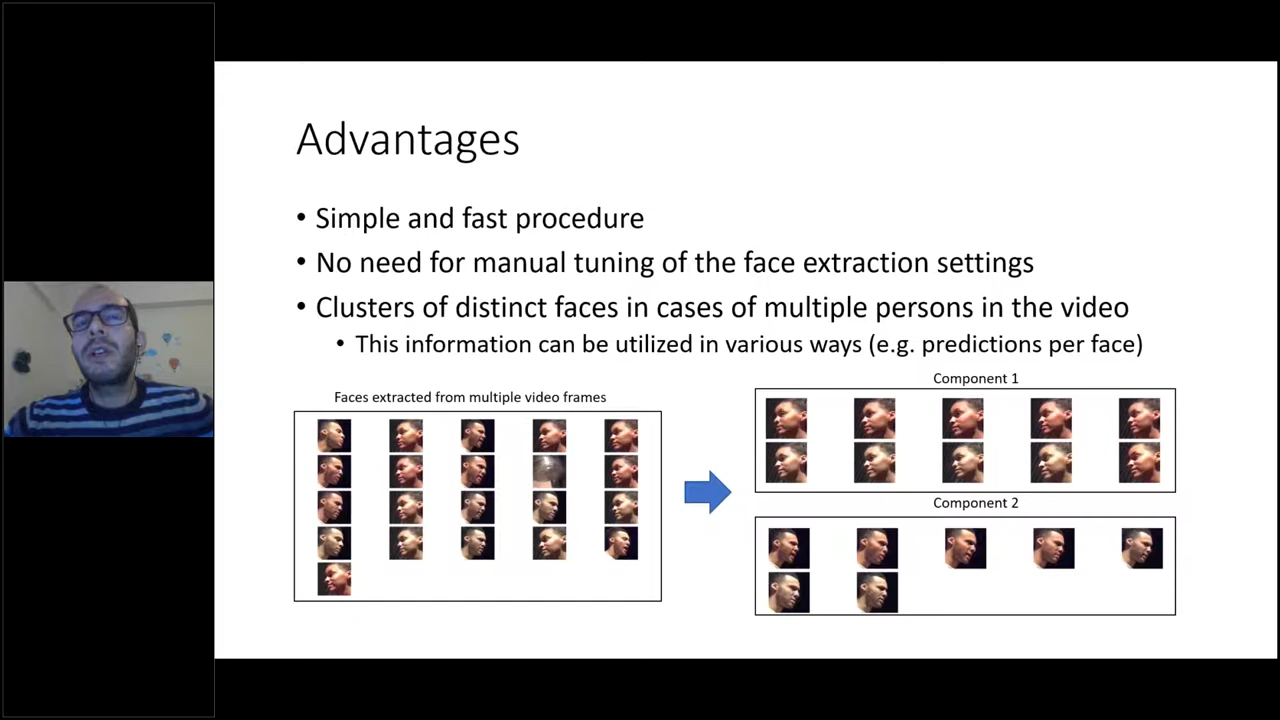 Advantages
• Simple and fast procedure
• No need for manual tuning of the face extraction settings
• Clusters of distinct faces in cases of multiple persons in the video
• This information can be utilized in various ways (e.g. predictions per face)
Faces extracted from multiple video frames
Component 1
Component 2